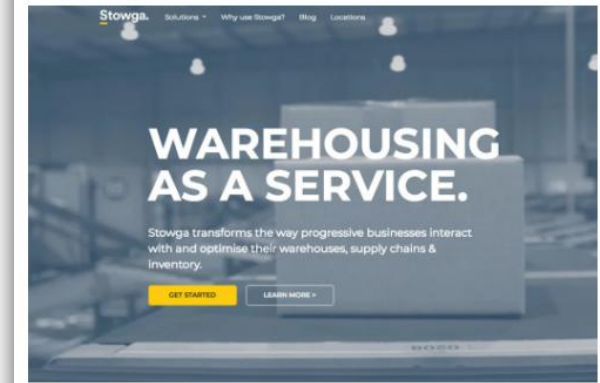 Stowga. Solutions Why use Stowga? Blog Locations
WAREHOUSING
AS A SERVICE.
Stowga transforms the way progressive businesses interact
with and optimise their warehouses, supply chains &
inventory.
GET STARTED LEARN MORE >